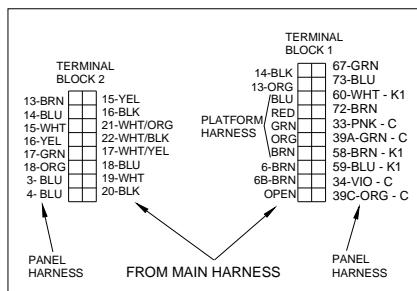 TERMINAL
BLOCK 2
13-BRN
14-BLU
15-WHT
16-YEL
17-GRN
18-ORG
3- BLU
4- BLU
15-YEL
16-BLK
21-WHT/ORG
22-WHT/BLK
17-WHT/YEL
18-BLU
19-WHT
20-BLK
PANEL
HARNESS
FROM MAIN HARNESS
TERMINAL
BLOCK 1
14-BLK
13-ORG
BLU
RED
GRN
ORG
BRN
6-BRN
6B-BRN
OPEN
PLATFORM
HARNESS
67-GRN
73-BLU
60-WHT - K1
72-BRN
33-PNK - C
39A-GRN - C
58-BRN - K1
59-BLU - K1
34-VIO - C
39C-ORG - C
PANEL
HARNESS